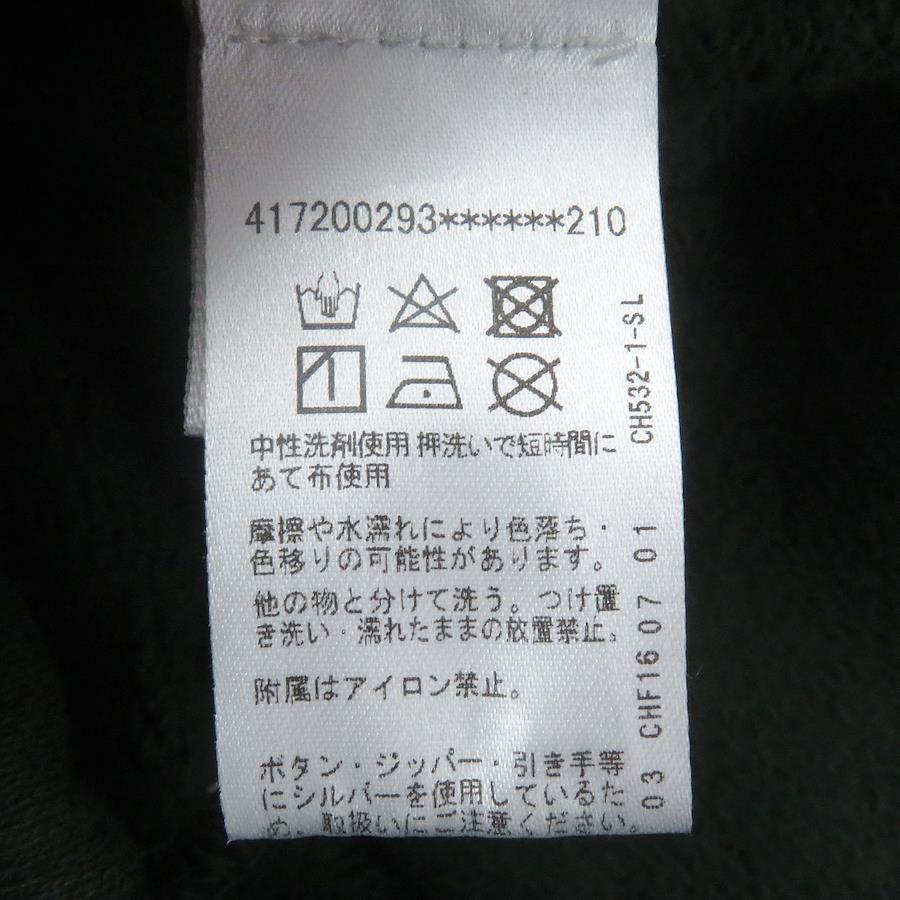 417200293******210
中性洗剤使用 押洗いで短時間に
あて布使用
摩擦や水濡れにより色落ち・
色移りの可能性があります。
他の物と分けて洗う。つけ置
き洗い・濡れたままの放置禁止。
附属はアイロン禁止。
ボタン・ジッパー・引き手等
にシルバーを使用しているた
め、取扱いにご注意ください。
CH532-1-SL
03 CHF16 07 01